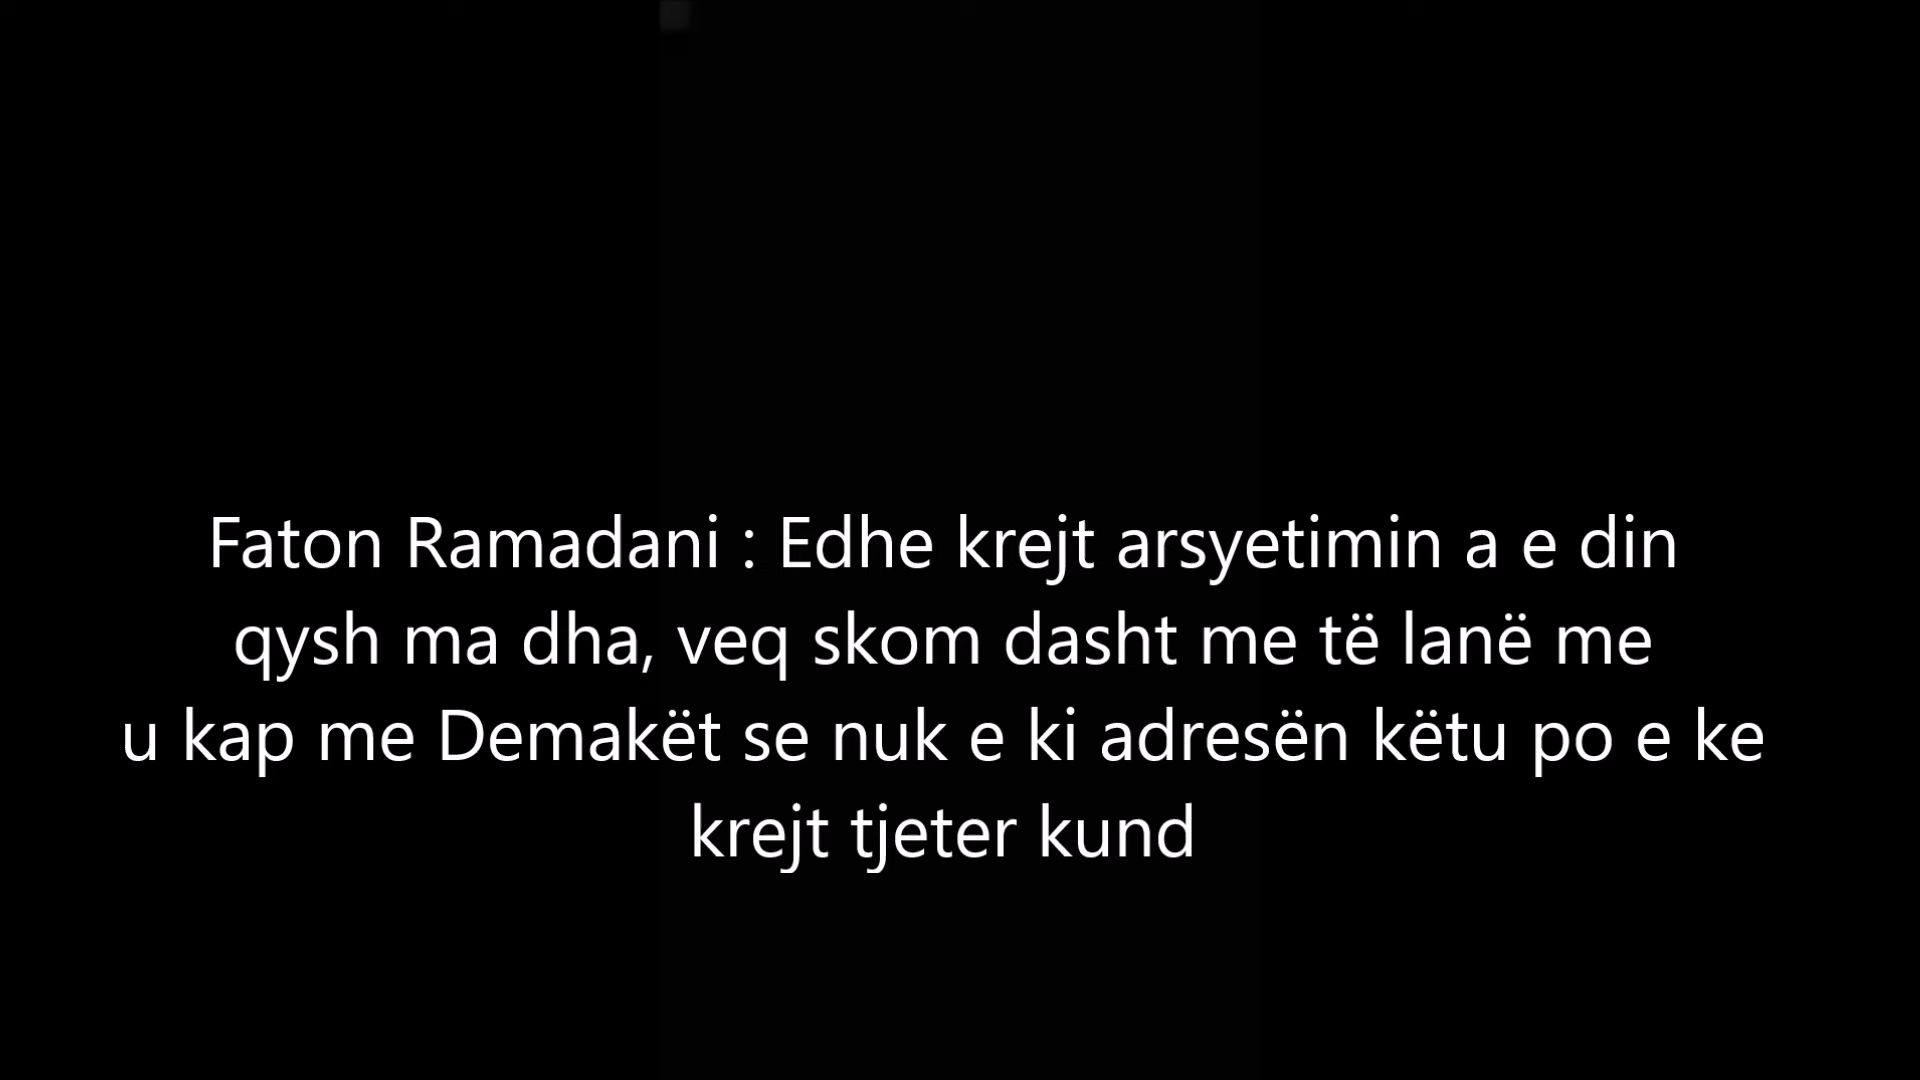 Faton Ramadani : Edhe krejt arsyetimin a e din
qysh ma dha, veq skom dasht me të lanë me
u kap me Demakët se nuk e ki adresën këtu po e ke
krejt tjeter kund